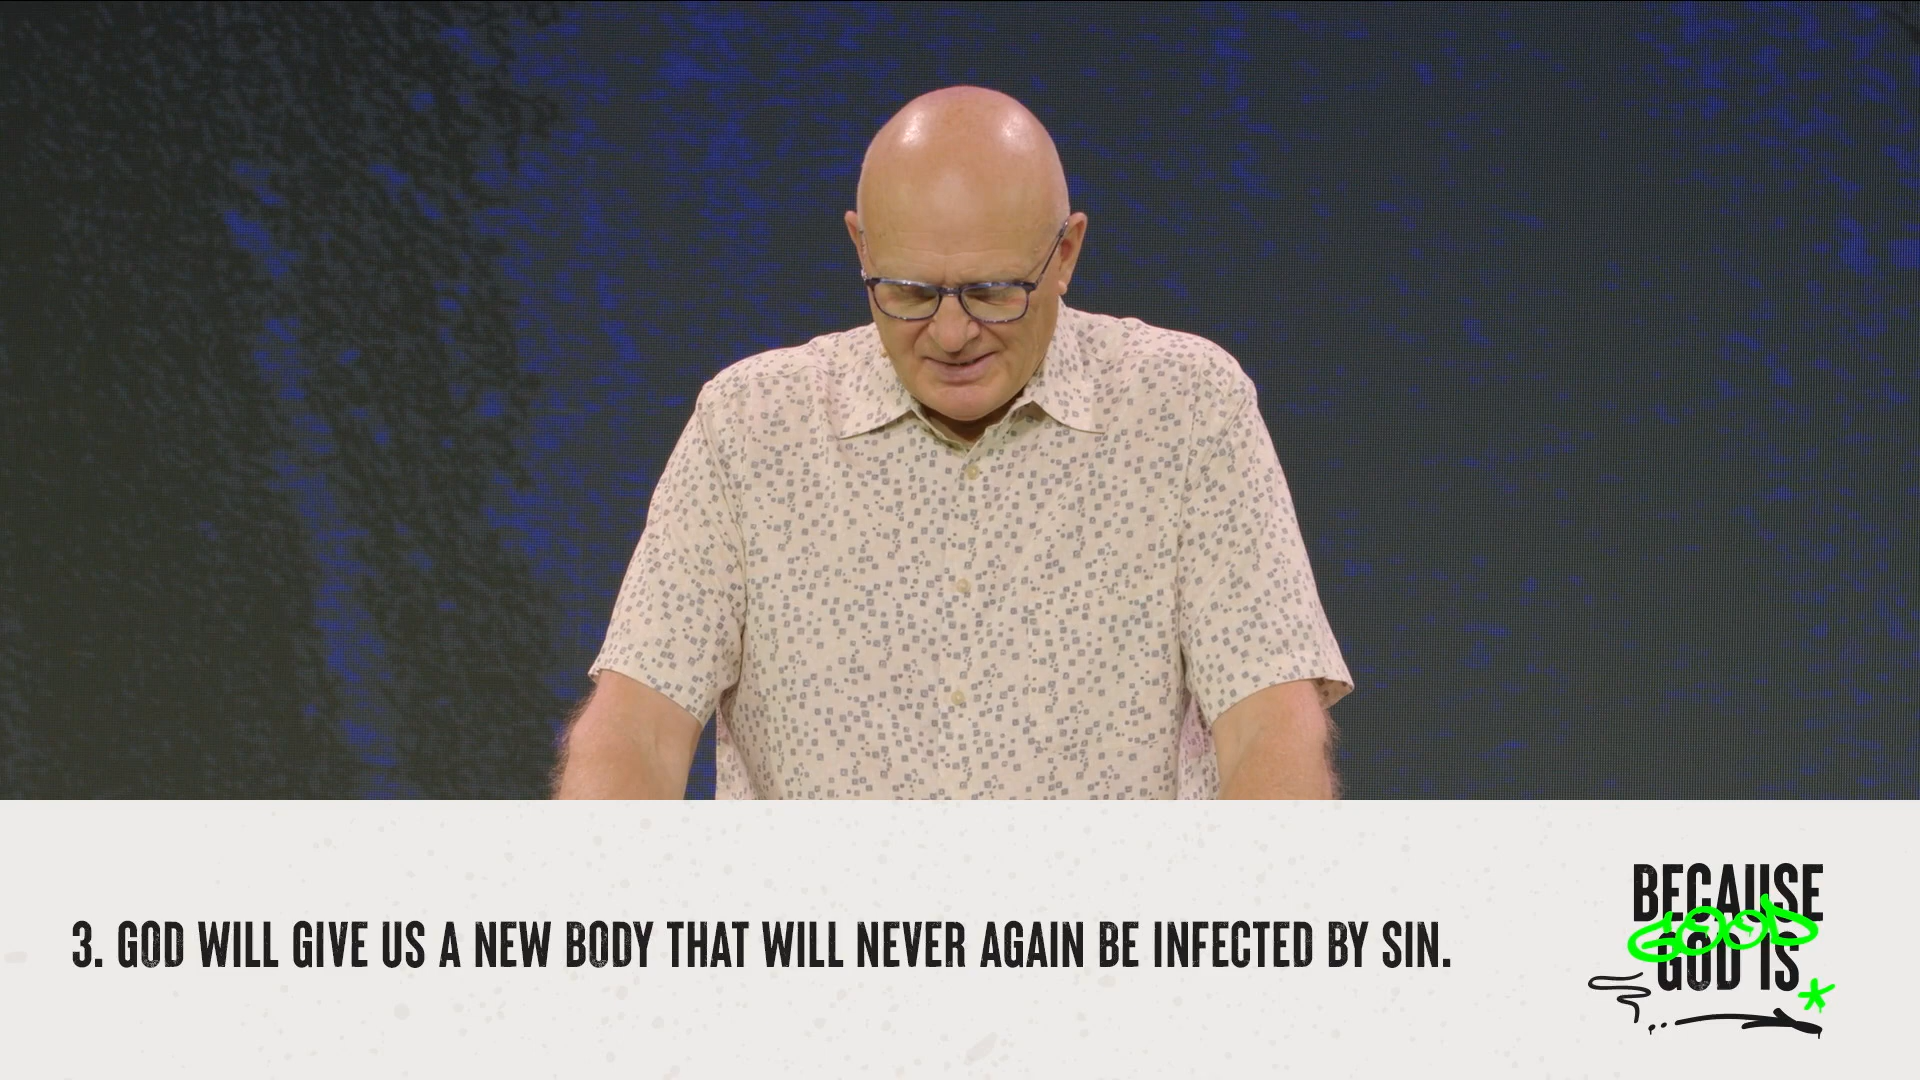 3. GOD WILL GIVE US A NEW BODY THAT WILL NEVER AGAIN BE INFECTED BY SIN.
BECAUSE
GOOD
GOD IS